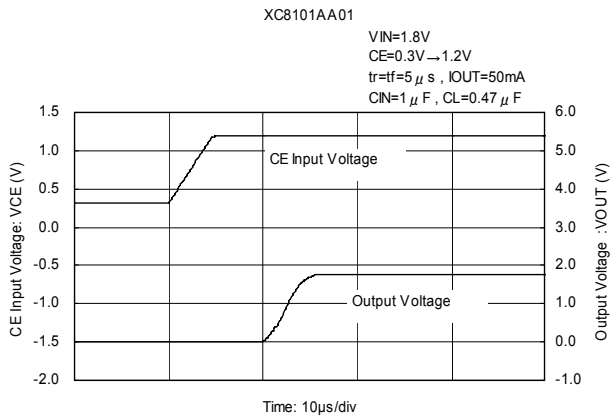 XC8101AA01
VIN=1.8V
CE=0.3V→1.2V
tr=tf=5μs , IOUT=50mA
CIN=1μF , CL=0.47μF
1.5
1.0
0.5
0.0
-0.5
-1.0
-1.5
-2.0
CE Input Voltage: VCE (V)
CE Input Voltage
Output Voltage
6.0
5.0
4.0
3.0
2.0
1.0
0.0
-1.0
Output Voltage :VOUT (V)
Time: 10μs/div